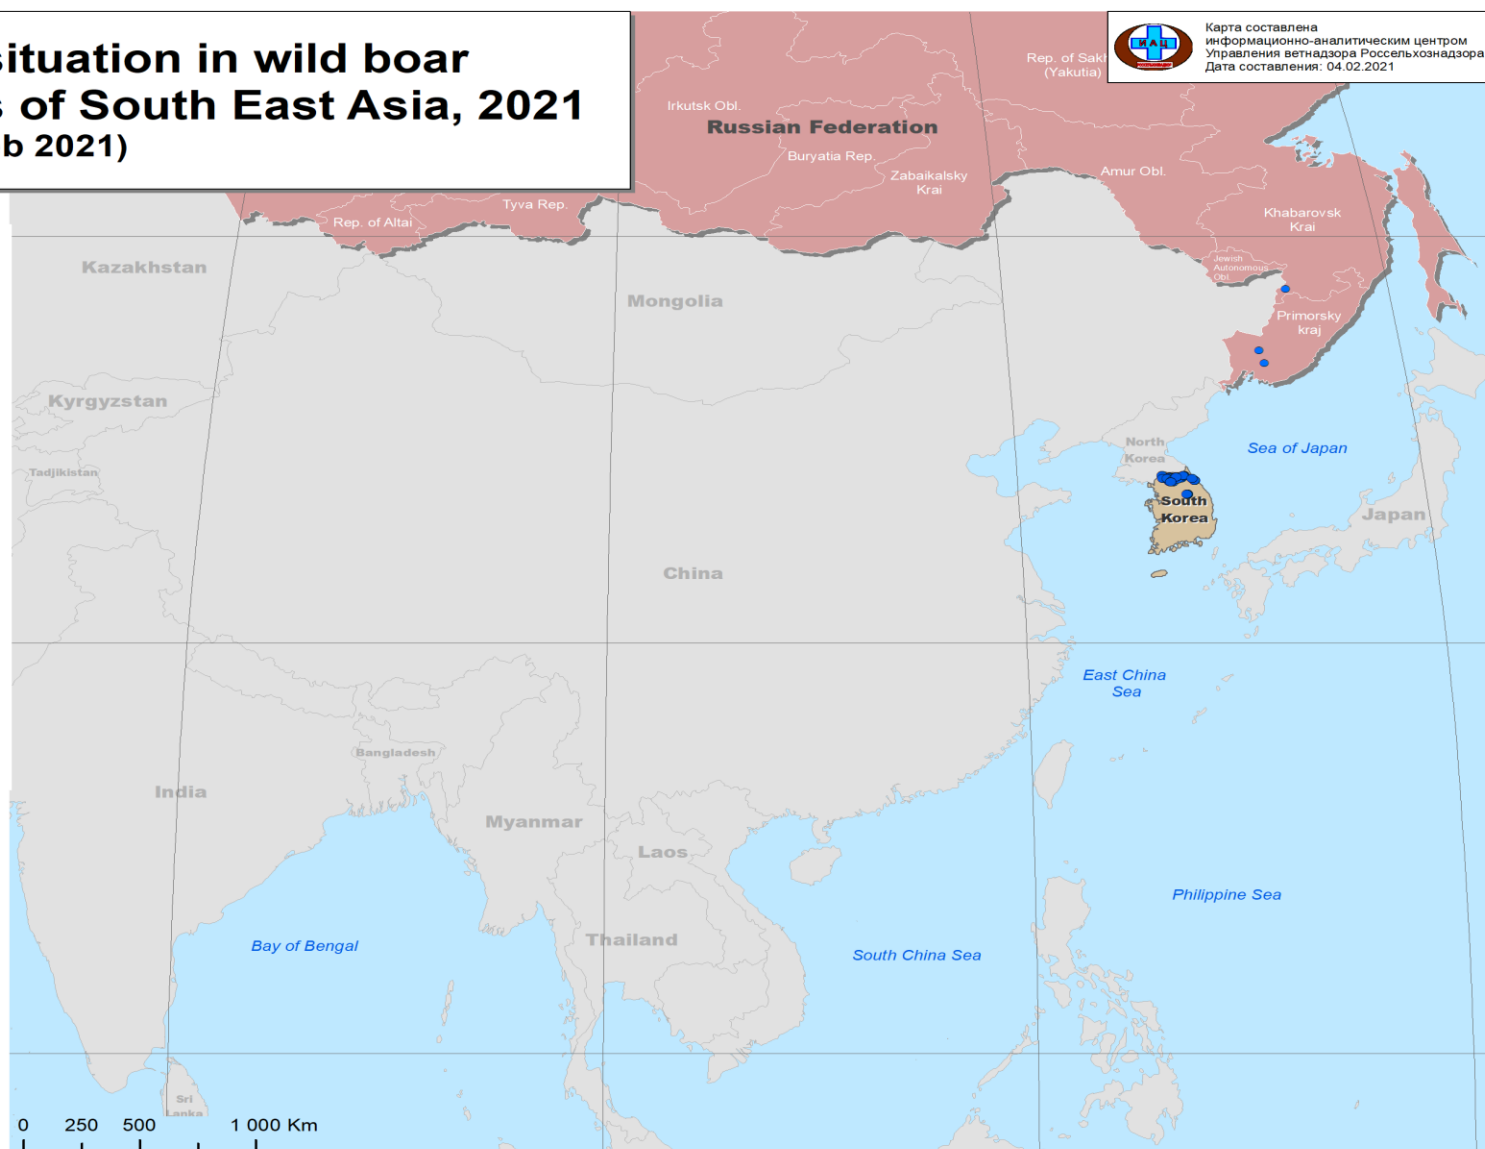 situation in wild boar
s of South East Asia, 2021
b 2021)
ИАЦ
Карта составлена
информационно-аналитическим центром
Управления ветнадзора Россельхознадзора
Дата составления: 04.02.2021
Rep. of Sakh
(Yakutia)
Irkutsk Obl.
Russian Federation
Buryatia Rep.
Zabaikalsky
Krai
Amur Obl.
Tyva Rep.
Rep. of Altai
Khabarovsk
Krai
Jewish
Autonomous
Obl.
Kazakhstan
Mongolia
Primorsky
kraj
Kyrgyzstan
North
Korea
Sea of Japan
Tadjikistan
South
Korea
Japan
China
East China
Sea
Bangladesh
India
Myanmar
Laos
Philippine Sea
Thailand
Bay of Bengal
South China Sea
Sri
Lanka
0 250 500 1 000 Km